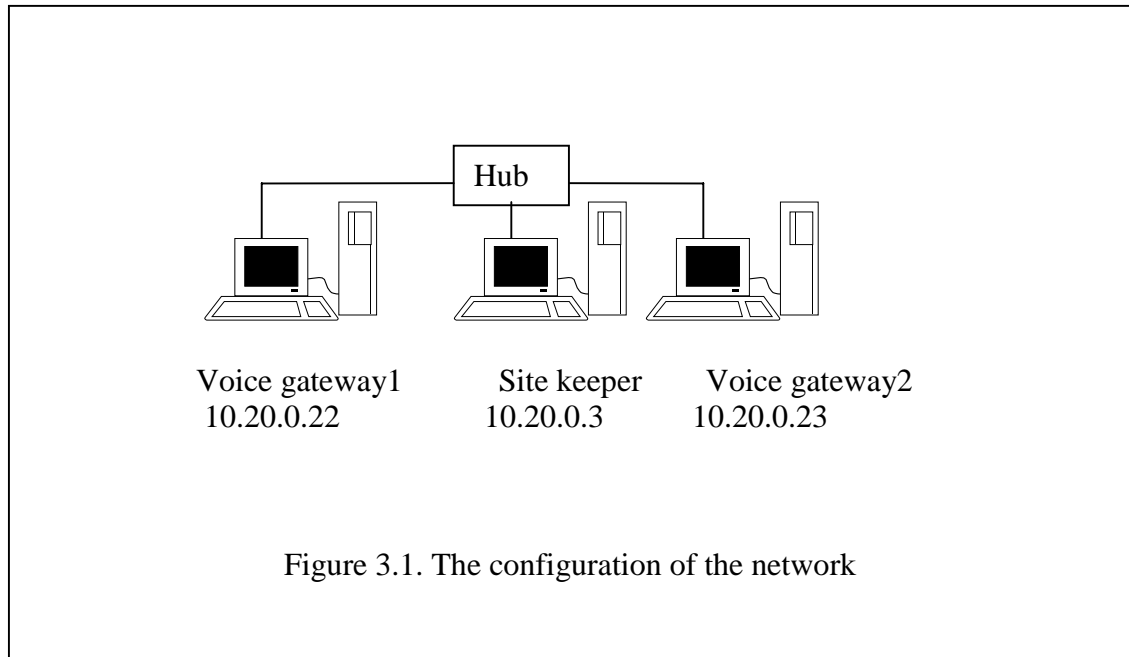 Hub
Voice gateway1 Site keeper Voice gateway2
10.20.0.22 10.20.0.3 10.20.0.23
Figure 3.1. The configuration of the network